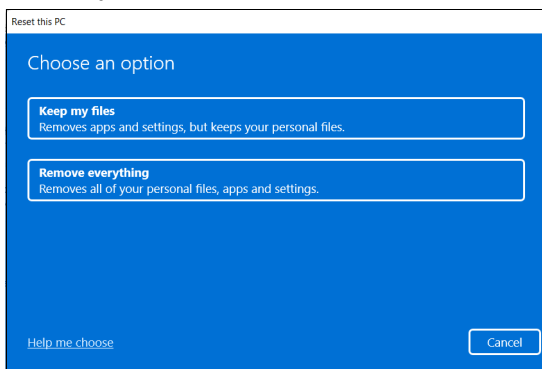 Reset this PC
Choose an option
Keep my files
Removes apps and settings, but keeps your personal files.
Remove everything
Removes all of your personal files, apps and settings.
Help me choose
Cancel